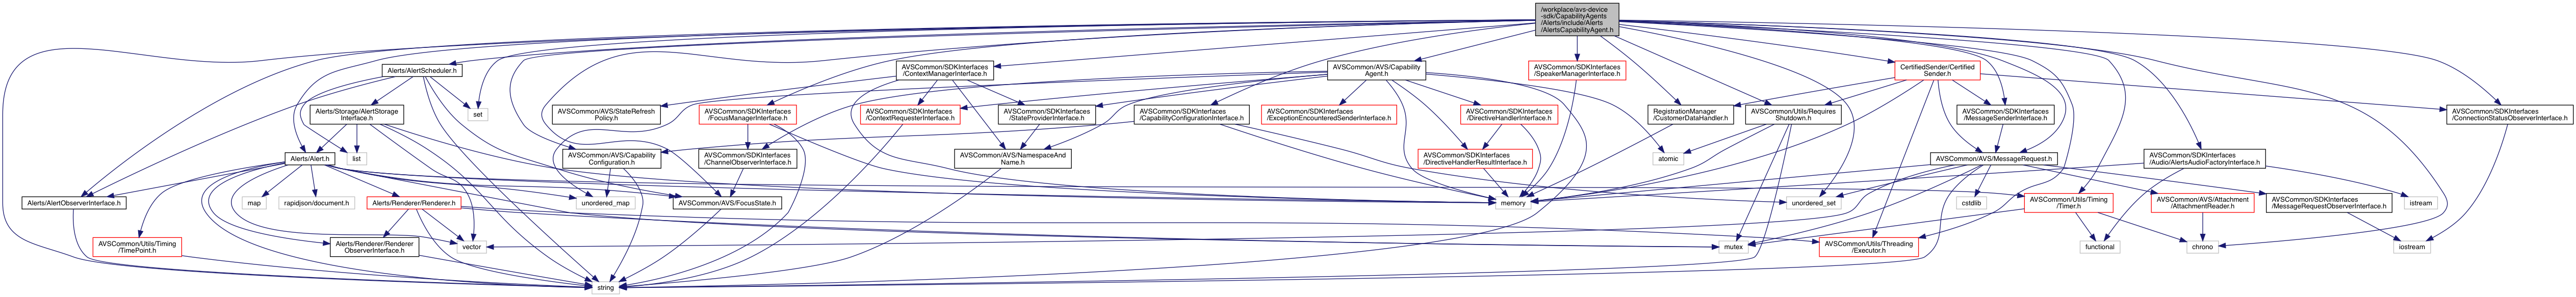 /workplace/avs-device
-sdk/CapabilityAgents
/Alerts/include/Alerts
/AlertsCapabilityAgent.h
Alerts/AlertScheduler.h
AVSCommon/SDKInterfaces
/ContextManagerInterface.h
AVSCommon/AVS/Capability
Agent.h
AVSCommon/SDKInterfaces
/SpeakerManagerInterface.h
CertifiedSender/Certified
Sender.h
Alerts/Storage/AlertStorage
Interface.h
set
AVSCommon/AVS/StateRefresh
Policy.h
AVSCommon/SDKInterfaces
/FocusManagerInterface.h
AVSCommon/SDKInterfaces
/ContextRequesterInterface.h
AVSCommon/SDKInterfaces
/StateProviderInterface.h
AVSCommon/SDKInterfaces
/CapabilityConfigurationInterface.h
AVSCommon/SDKInterfaces
/ExceptionEncounteredSenderInterface.h
AVSCommon/SDKInterfaces
/DirectiveHandlerInterface.h
RegistrationManager
/CustomerDataHandler.h
AVSCommon/Utils/Requires
Shutdown.h
AVSCommon/SDKInterfaces
/MessageSenderInterface.h
AVSCommon/SDKInterfaces
/ConnectionStatusObserverInterface.h
Alerts/Alert.h
list
AVSCommon/AVS/Capability
Configuration.h
AVSCommon/SDKInterfaces
/ChannelObserverInterface.h
AVSCommon/AVS/NamespaceAnd
Name.h
AVSCommon/SDKInterfaces
/DirectiveHandlerResultInterface.h
atomic
AVSCommon/AVS/MessageRequest.h
AVSCommon/SDKInterfaces
/Audio/AlertsAudioFactoryInterface.h
Alerts/AlertObserverInterface.h
map
rapidjson/document.h
Alerts/Renderer/Renderer.h
unordered_map
AVSCommon/AVS/FocusState.h
memory
unordered_set
cstdlib
AVSCommon/Utils/Timing
/Timer.h
AVSCommon/AVS/Attachment
/AttachmentReader.h
AVSCommon/SDKInterfaces
/MessageRequestObserverInterface.h
istream
AVSCommon/Utils/Timing
/TimePoint.h
Alerts/Renderer/Renderer
ObserverInterface.h
vector
mutex
AVSCommon/Utils/Threading
/Executor.h
functional
chrono
iostream
string